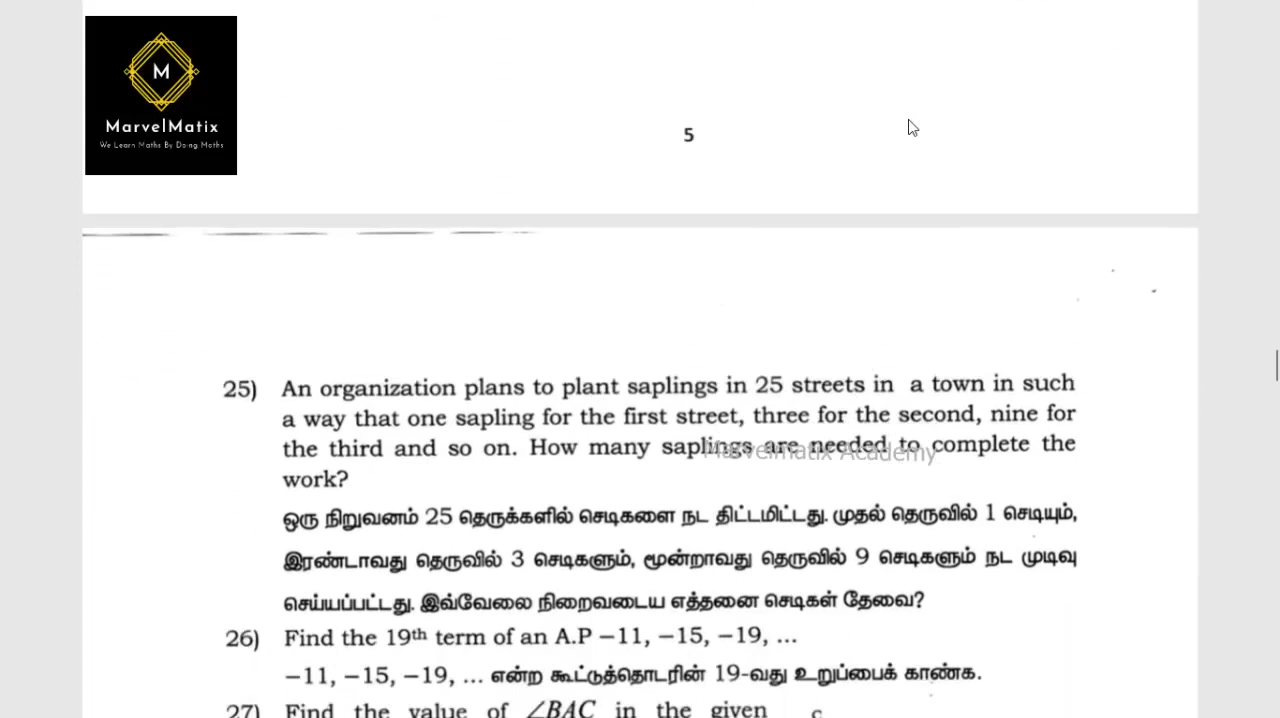 M
MarvelMatix
We Learn Maths By Doing Maths
5
25) An organization plans to plant saplings in 25 streets in a town in such
a way that one sapling for the first street, three for the second, nine for
the third and so on. How many saplings are needed to complete the
Marvelmatix Academy
work?
ஒரு நிறுவனம் 25 தெருக்களில் செடிகளை நட திட்டமிட்டது. முதல் தெருவில் 1 செடியும்,
இரண்டாவது தெருவில் 3 செடிகளும், மூன்றாவது தெருவில் 9 செடிகளும் நட முடிவு
செய்யப்பட்டது. இவ்வேலை நிறைவடைய எத்தனை செடிகள் தேவை?
26) Find the 19th term of an A.P −11, −15, −19, ...
−11, −15, −19, ... என்ற கூட்டுத்தொடரின் 19-வது உறுப்பைக் காண்க.
27) Find the value of ∠BAC in the given